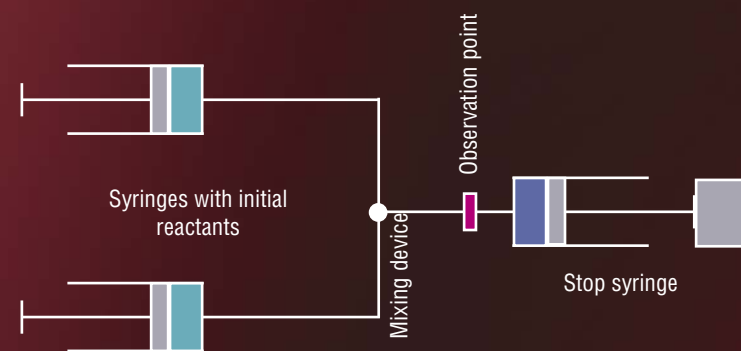 Syringes with initial
reactants
Mixing device
Observation point
Stop syringe